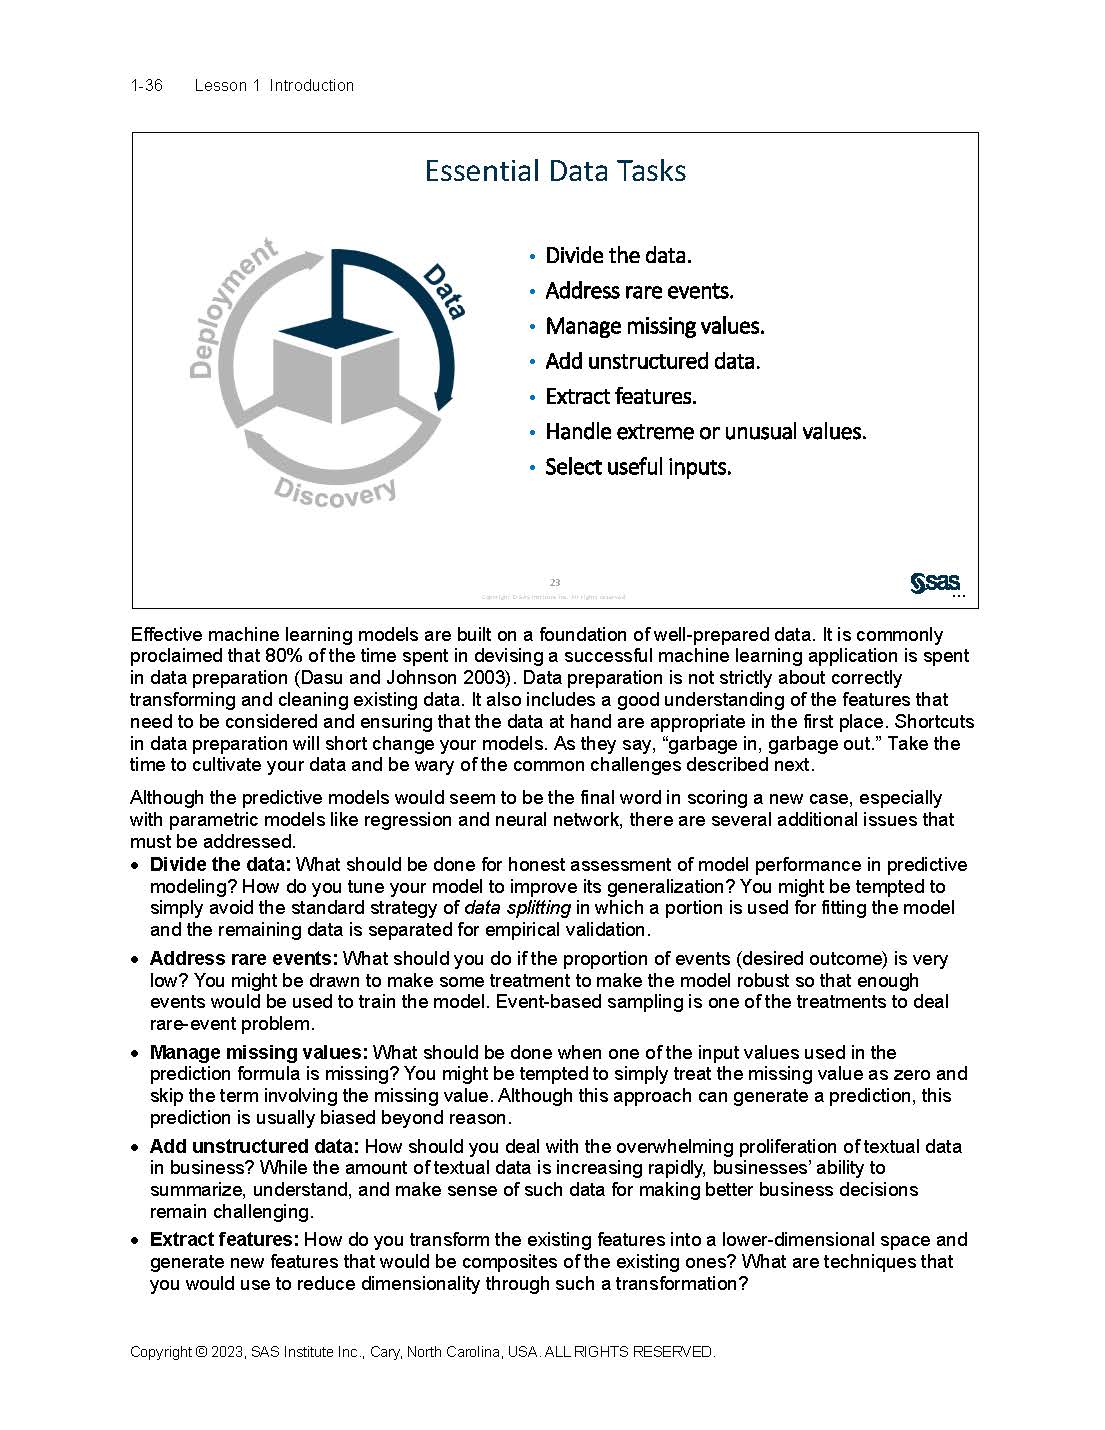 1-36 Lesson 1 Introduction
Essential Data Tasks
Deployment
Data
Discovery
• Divide the data.
• Address rare events.
• Manage missing values.
• Add unstructured data.
• Extract features.
• Handle extreme or unusual values.
• Select useful inputs.
23
Copyright © SAS Institute Inc. All rights reserved.
sas
...
Effective machine learning models are built on a foundation of well-prepared data. It is commonly
proclaimed that 80% of the time spent in devising a successful machine learning application is spent
in data preparation (Dasu and Johnson 2003). Data preparation is not strictly about correctly
transforming and cleaning existing data. It also includes a good understanding of the features that
need to be considered and ensuring that the data at hand are appropriate in the first place. Shortcuts
in data preparation will short change your models. As they say, “garbage in, garbage out.” Take the
time to cultivate your data and be wary of the common challenges described next.
Although the predictive models would seem to be the final word in scoring a new case, especially
with parametric models like regression and neural network, there are several additional issues that
must be addressed.
• Divide the data: What should be done for honest assessment of model performance in predictive
modeling? How do you tune your model to improve its generalization? You might be tempted to
simply avoid the standard strategy of data splitting in which a portion is used for fitting the model
and the remaining data is separated for empirical validation.
• Address rare events: What should you do if the proportion of events (desired outcome) is very
low? You might be drawn to make some treatment to make the model robust so that enough
events would be used to train the model. Event-based sampling is one of the treatments to deal
rare-event problem.
• Manage missing values: What should be done when one of the input values used in the
prediction formula is missing? You might be tempted to simply treat the missing value as zero and
skip the term involving the missing value. Although this approach can generate a prediction, this
prediction is usually biased beyond reason.
• Add unstructured data: How should you deal with the overwhelming proliferation of textual data
in business? While the amount of textual data is increasing rapidly, businesses’ ability to
summarize, understand, and make sense of such data for making better business decisions
remain challenging.
• Extract features: How do you transform the existing features into a lower-dimensional space and
generate new features that would be composites of the existing ones? What are techniques that
you would use to reduce dimensionality through such a transformation?
Copyright © 2023, SAS Institute Inc., Cary, North Carolina, USA. ALL RIGHTS RESERVED.